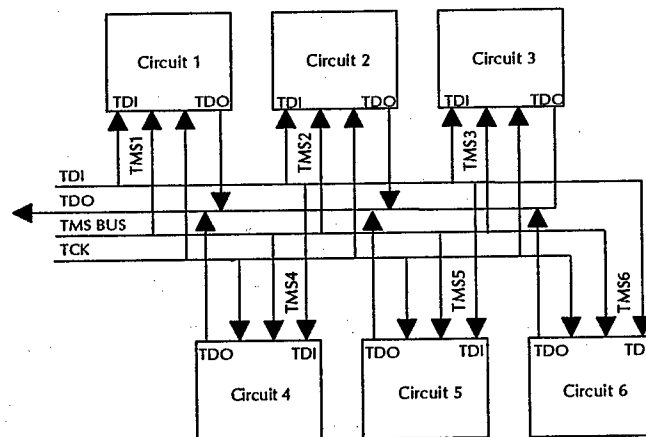 Circuit 1
Circuit 2
Circuit 3
TDI TDO
TDI TDO
TDI TDO
TMS1
TMS2
TMS3
TDI
TDO
TMS BUS
TCK
TMS4
TMS5
TMS6
TDO TDI
TDO TDI
TDO TD
Circuit 4
Circuit 5
Circuit 6